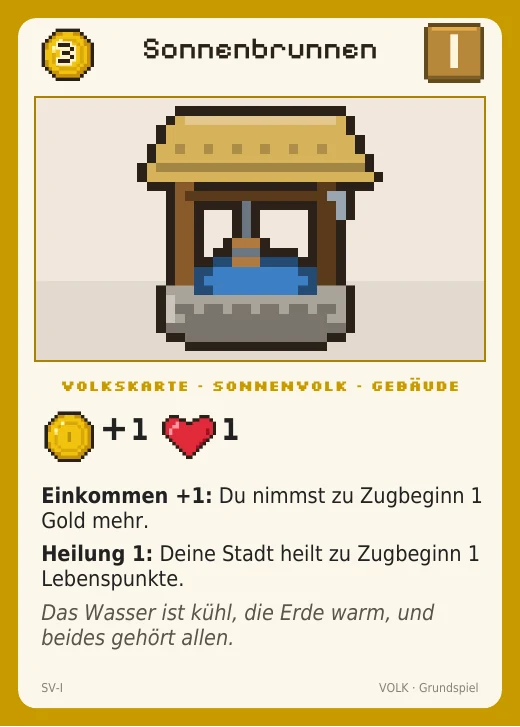 3
Sonnenbrunnen
I
VOLKSKARTE · SONNENVOLK · GEBÄUDE
+1 1
Einkommen +1: Du nimmst zu Zugbeginn 1
Gold mehr.
Heilung 1: Deine Stadt heilt zu Zugbeginn 1
Lebenspunkte.
Das Wasser ist kühl, die Erde warm, und
beides gehört allen.
SV-I
VOLK · Grundspiel